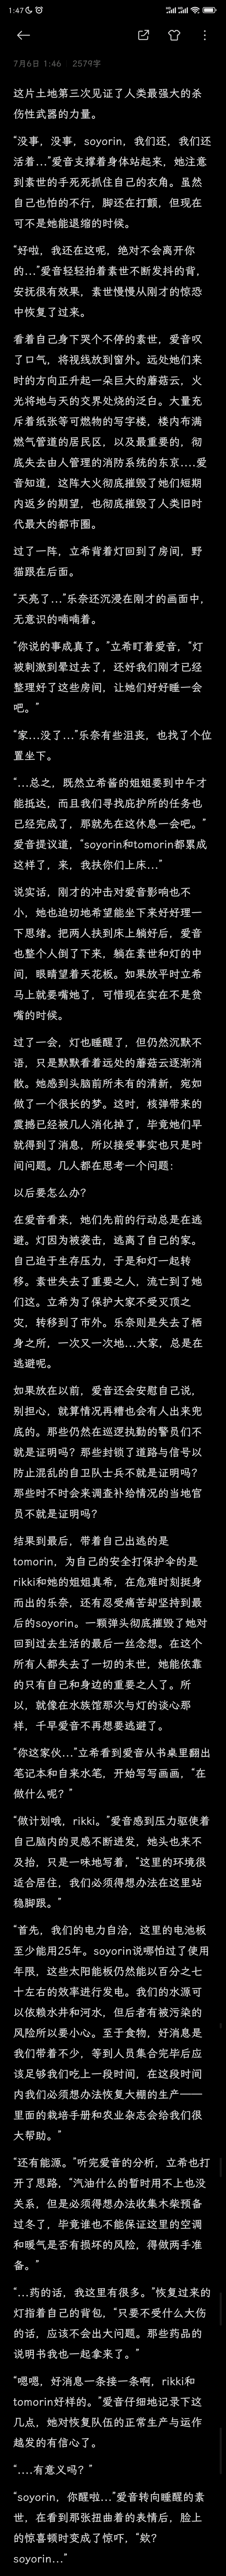 1:47
7月6日 1:46 2579字
这片土地第三次见证了人类最强大的杀
伤性武器的力量。
“没事，没事，soyorin，我们还，我们还
活着...”爱音支撑着身体站起来，她注意
到素世的手死死抓住自己的衣角。虽然
自己也怕的不行，脚还在打颤，但现在
可不是她能退缩的时候。
“好啦，我还在这呢，绝对不会离开你
的...”爱音轻轻拍着素世不断发抖的背，
安抚很有效果，素世慢慢从刚才的惊恐
中恢复了过来。
看着自己身下哭个不停的素世，爱音叹
了口气，将视线放到窗外。远处她们来
时的方向正升起一朵巨大的蘑菇云，火
光将地与天的交界处烧的泛白。大量充
斥着纸张等可燃物的写字楼，楼内布满
燃气管道的居民区，以及最重要的，彻
底失去由人管理的消防系统的东京....爱
音知道，这阵大火彻底摧毁了她们短期
内返乡的期望，也彻底摧毁了人类旧时
代最大的都市圈。
过了一阵，立希背着灯回到了房间，野
猫跟在后面。
“天亮了...”乐奈还沉浸在刚才的画面中，
无意识的喃喃着。
“你说的事成真了。”立希盯着爱音，“灯
被刺激到晕过去了，还好我们刚才已经
整理好了这些房间，让她们好好睡一会
吧。”
“家...没了...”乐奈有些沮丧，也找了个位
置坐下。
“...总之，既然立希酱的姐姐要到中午才
能抵达，而且我们寻找庇护所的任务也
已经完成了，那就先在这休息一会吧。”
爱音提议道，“soyorin和tomorin都累成
这样了，来，我扶你们上床...”
说实话，刚才的冲击对爱音影响也不
小，她也迫切地希望能坐下来好好理一
下思绪。把两人扶到床上躺好后，爱音
也整个人倒了下来，躺在素世和灯的中
间，眼睛望着天花板。如果放平时立希
马上就要嘴她了，可惜现在实在不是贫
嘴的时候。
过了一会，灯也睡醒了，但仍然沉默不
语，只是默默看着远处的蘑菇云逐渐消
散。她感到头脑前所未有的清新，宛如
做了一个很长的梦。这时，核弹带来的
震撼已经被几人消化掉了，毕竟她们早
就得到了消息，所以接受事实也只是时
间问题。几人都在思考一个问题：
以后要怎么办？
在爱音看来，她们先前的行动总是在逃
避。灯因为被袭击，逃离了自己的家。
自己迫于生存压力，于是和灯一起转
移。素世失去了重要之人，流亡到了她
们这。立希为了保护大家不受灭顶之
灾，转移到了市外。乐奈则是失去了栖
身之所，一次又一次地...大家，总是在
逃避呢。
如果放在以前，爱音还会安慰自己说，
别担心，就算情况再糟也会有人出来兜
底的。那些仍然在巡逻执勤的警员们不
就是证明吗？那些封锁了道路与信号以
防止混乱的自卫队士兵不就是证明吗？
那些时不时会来调查补给情况的当地官
员不就是证明吗？
结果到最后，带着自己出逃的是
tomorin，为自己的安全打保护伞的是
rikki和她的姐姐真希，在危难时刻挺身
而出的乐奈，还有忍受痛苦却坚持到最
后的soyorin。一颗弹头彻底摧毁了她对
回到过去生活的最后一丝念想。在这个
所有人都失去了一切的末世，她能依靠
的只有自己和身边的重要之人了。所
以，就像在水族馆那次与灯的谈心那
样，千早爱音不再想要逃避了。
“你这家伙...”立希看到爱音从书桌里翻出
笔记本和自来水笔，开始写写画画，“在
做什么呢？”
“做计划哦，rikki。”爱音感到压力驱使着
自己脑内的灵感不断迸发，她头也来不
及抬，只是一味地写着，“这里的环境很
适合居住，我们必须得想办法在这里站
稳脚跟。”
“首先，我们的电力自洽，这里的电池板
至少能用25年。soyorin说哪怕过了使用
年限，这些太阳能板仍然能以百分之七
十左右的效率进行发电。我们的水源可
以依赖水井和河水，但后者有被污染的
风险所以要小心。至于食物，好消息是
我们带着不少，等到人员集合完毕后应
该足够我们吃上一段时间，在这段时间
内我们必须想办法恢复大棚的生产——
里面的栽培手册和农业杂志会给我们很
大帮助。”
“还有能源。”听完爱音的分析，立希也打
开了思路，“汽油什么的暂时用不上也没
关系，但是必须得想办法收集木柴预备
过冬了，毕竟谁也不能保证这里的空调
和暖气是否有损坏的风险，得做两手准
备。”
“...药的话，我这里有很多。”恢复过来的
灯指着自己的背包，“只要不受什么大伤
的话，应该不会出大问题。那些药品的
说明书我也一起拿来了。”
“嗯嗯，好消息一条接一条啊，rikki和
tomorin好样的。”爱音仔细地记录下这
几点，她对恢复队伍的正常生产与运作
越发的有信心了。
“....有意义吗？”
“soyorin，你醒啦...”爱音转向睡醒的素
世，在看到那张扭曲着的表情后，脸上
的惊喜顿时变成了惊吓，“欸？
soyorin...”